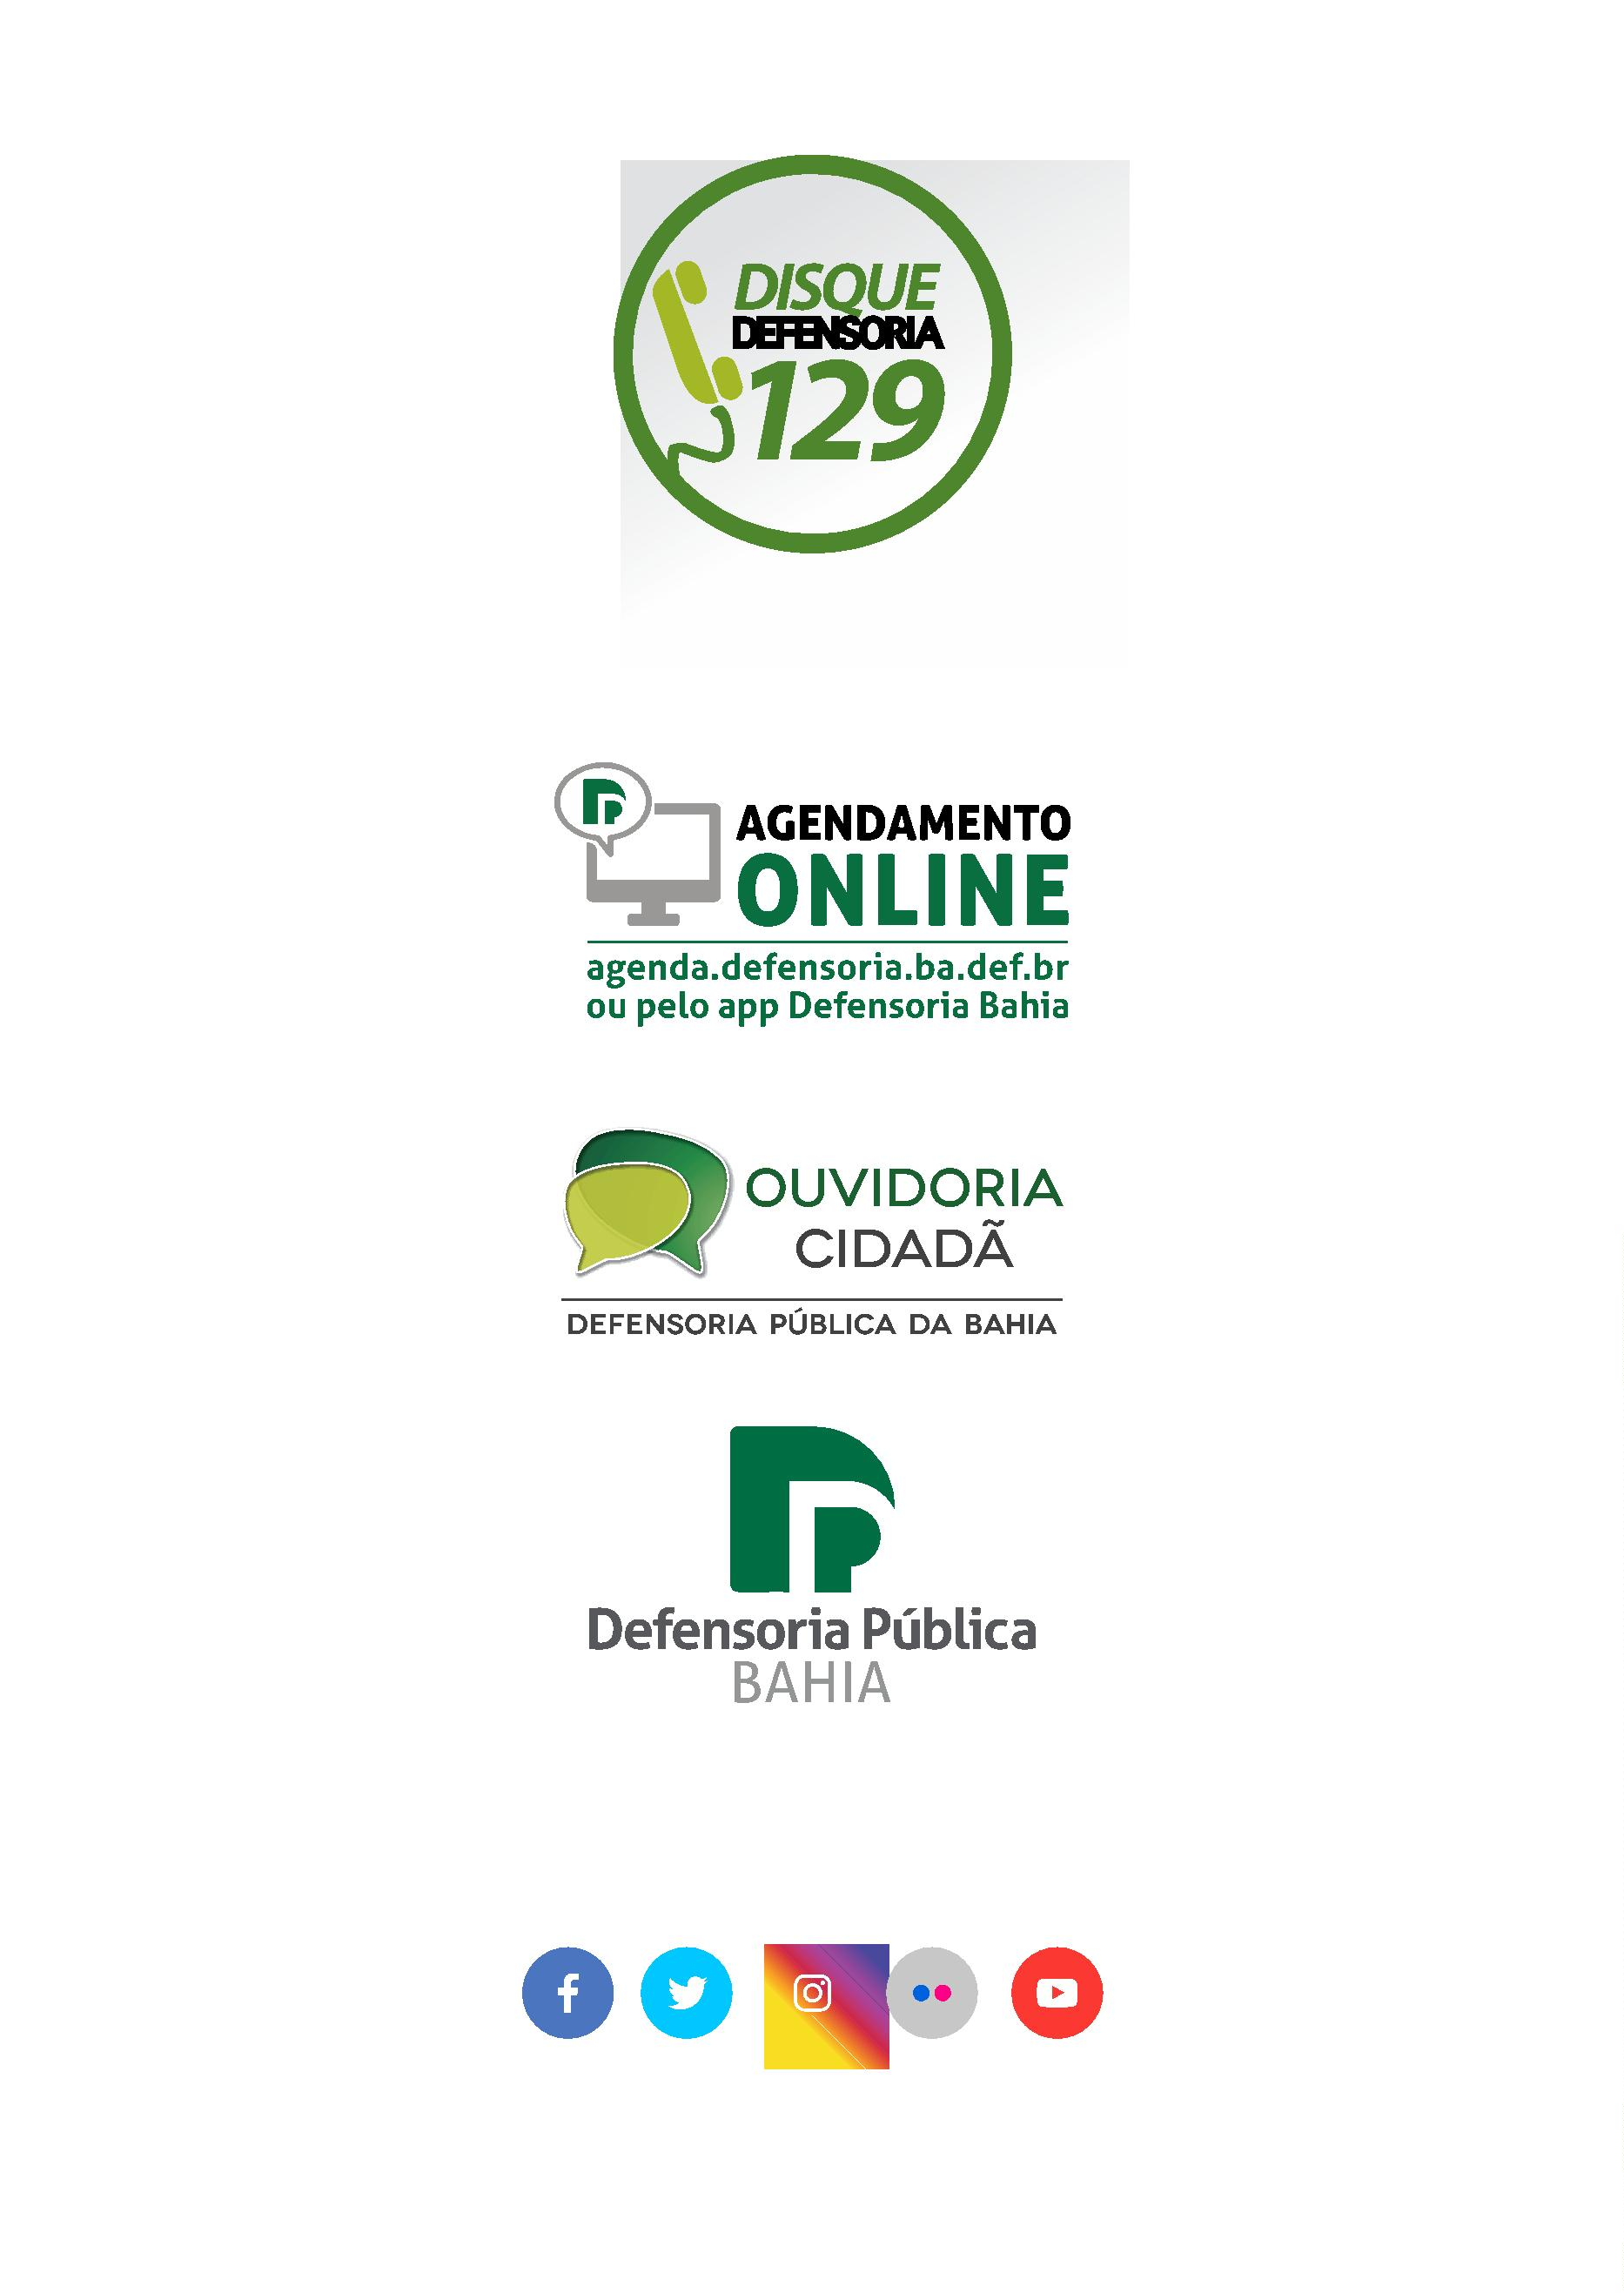 DISQUE
DEFENSORIA
129
AGENDAMENTO
ONLINE
agenda.defensoria.ba.def.br
ou pelo app Defensoria Bahia
OUVIDORIA
CIDADÃ
DEFENSORIA PÚBLICA DA BAHIA
Defensoria Pública
BAHIA